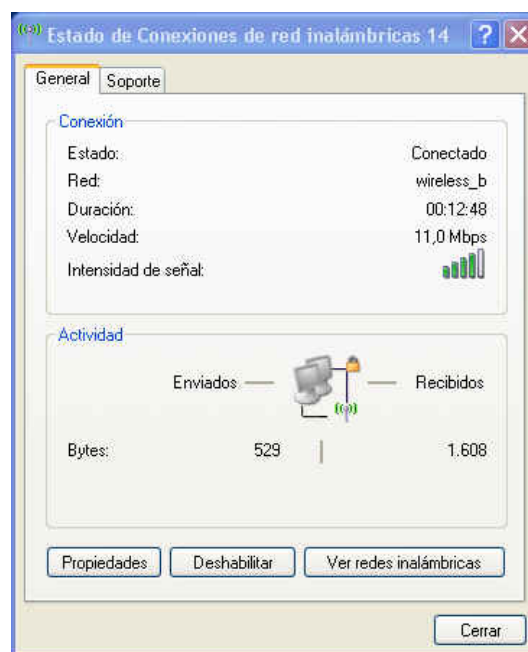 Estado de Conexiones de red inalámbricas 14
General Soporte
Conexión
Estado: Conectado
Red: wireless_b
Duración: 00:12:48
Velocidad: 11,0 Mbps
Intensidad de señal:
Actividad
Enviados Recibidos
Bytes: 529 1.608
Propiedades Deshabilitar Ver redes inalámbricas
Cerrar